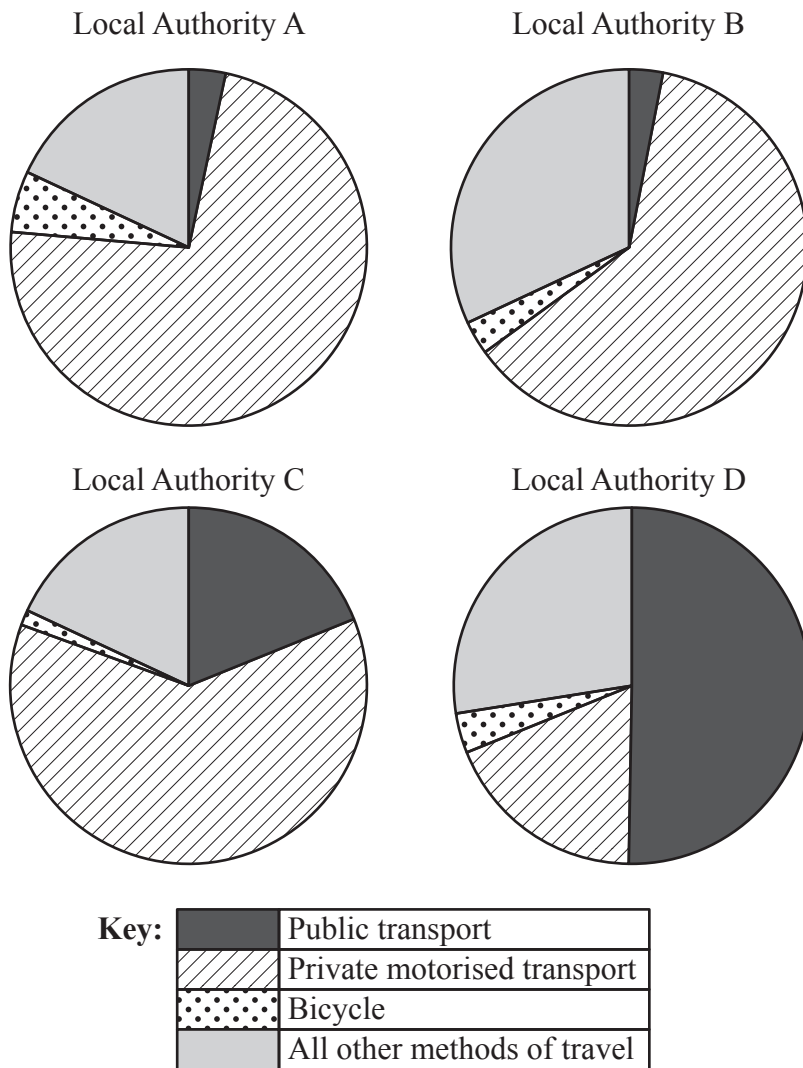 Local Authority A
Local Authority B
Local Authority C
Local Authority D
Key:
Public transport
Private motorised transport
Bicycle
All other methods of travel